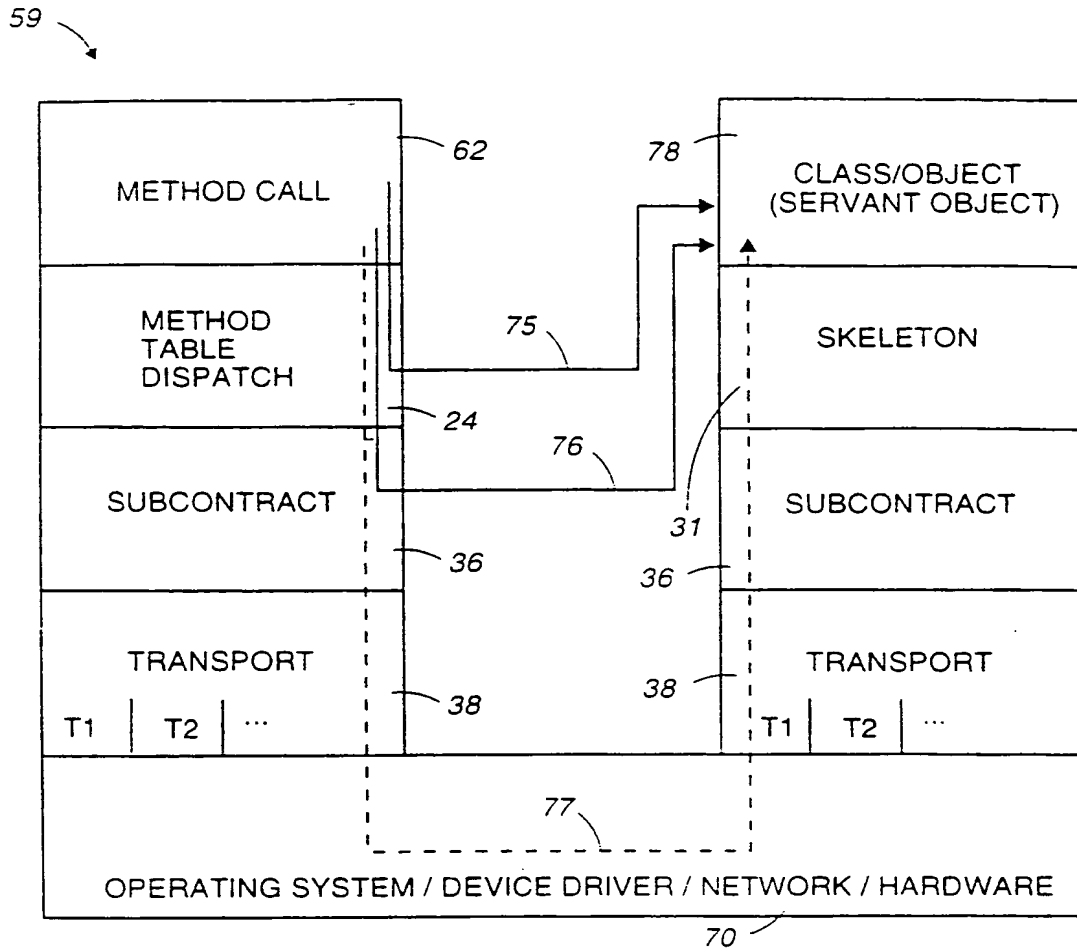 59
62
METHOD CALL
78
CLASS/OBJECT
(SERVANT OBJECT)
METHOD
TABLE
DISPATCH
24
75
SKELETON
31
SUBCONTRACT
36
76
SUBCONTRACT
36
TRANSPORT
38
T1
T2
...
TRANSPORT
38
T1
T2
...
77
OPERATING SYSTEM / DEVICE DRIVER / NETWORK / HARDWARE
70